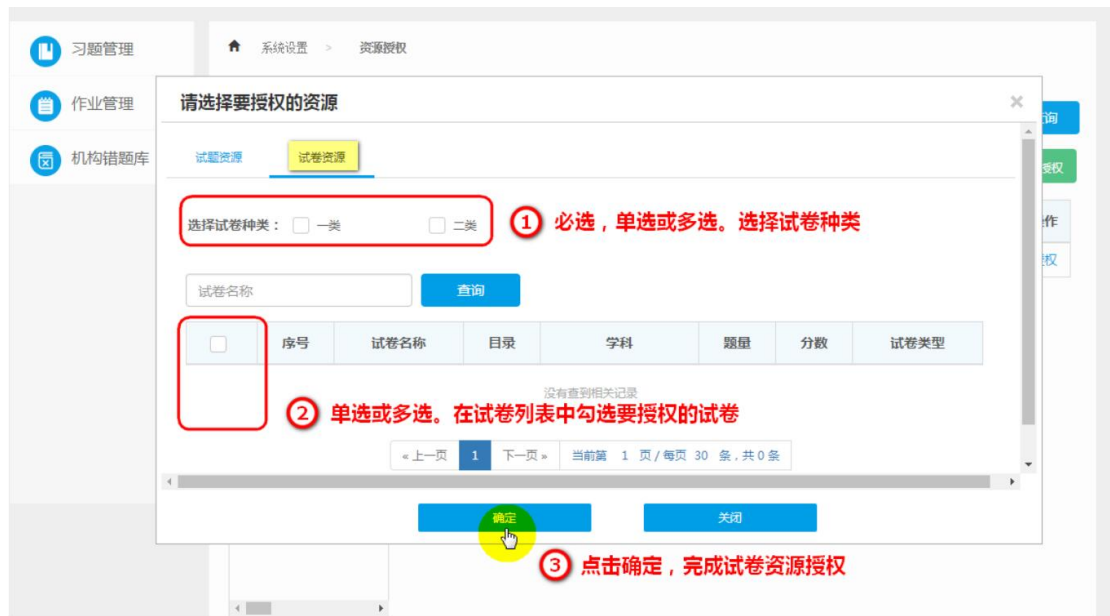 习题管理
系统设置 > 资源授权
作业管理
请选择要授权的资源
×
询
机构错题库
试题资源 试卷资源
授权
选择试卷种类： 一类 二类 ① 必选，单选或多选。选择试卷种类
作
权
试卷名称 查询
序号 试卷名称 目录 学科 题量 分数 试卷类型
没有查到相关记录
② 单选或多选。在试卷列表中勾选要授权的试卷
« 上一页 1 下一页 » 当前第 1 页/每页 30 条,共0条
确定 关闭
③ 点击确定，完成试卷资源授权